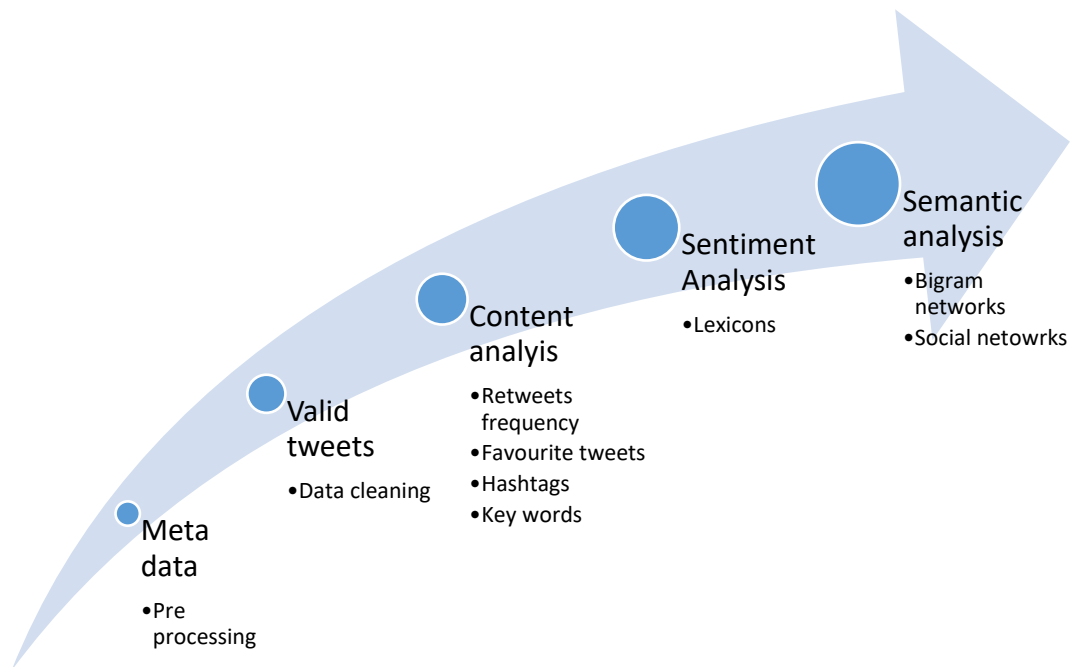 Meta
data
•Pre
processing
Valid
tweets
•Data cleaning
Content
analyis
•Retweets
frequency
•Favourite tweets
•Hashtags
•Key words
Sentiment
Analysis
•Lexicons
Semantic
analysis
•Bigram
networks
•Social netowrks